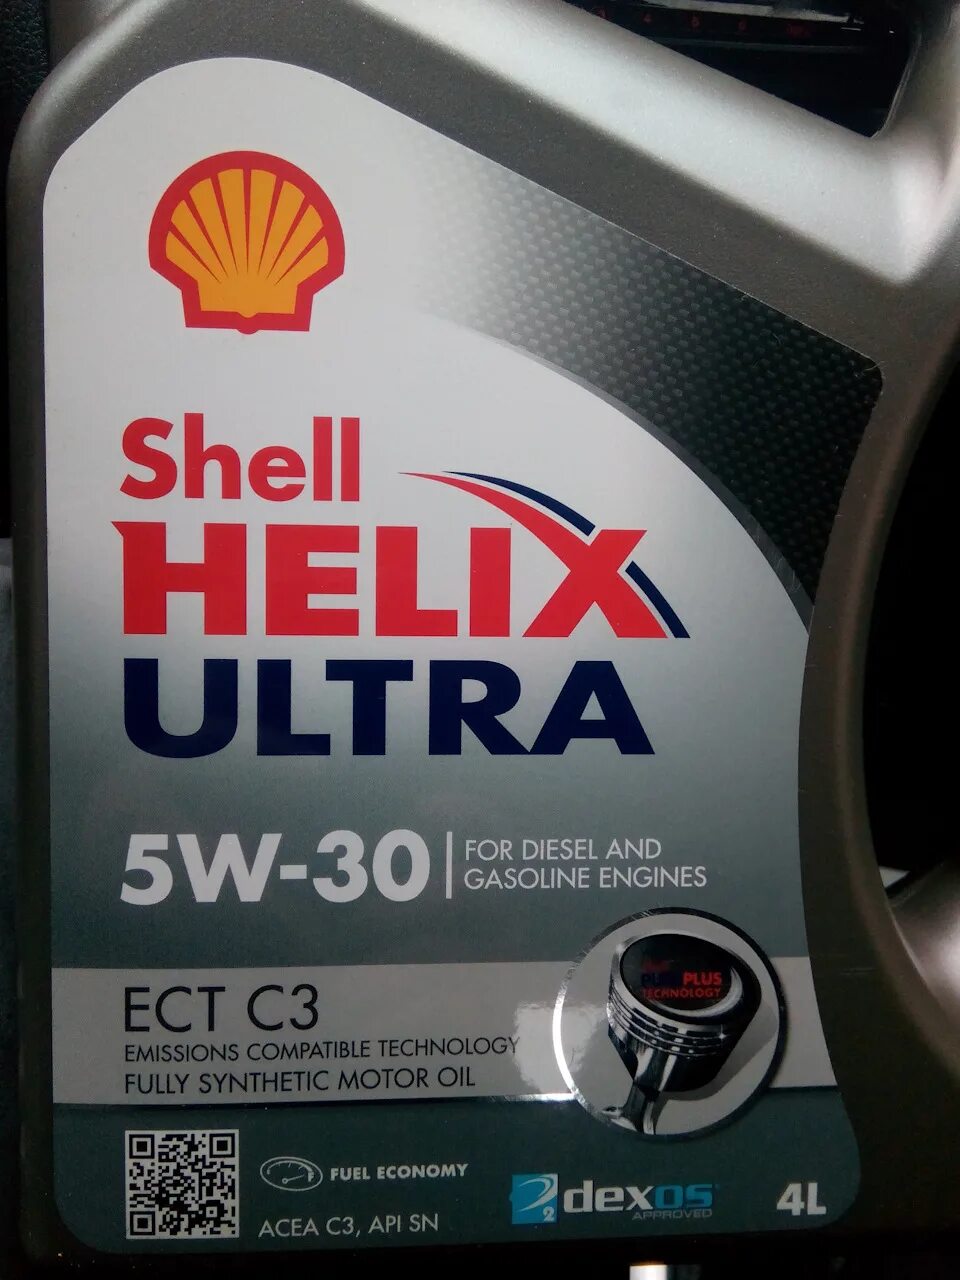 Shell
HELIX
ULTRA
5W-30
FOR DIESEL AND
GASOLINE ENGINES
PLUS
TECHNOLOGY
ECT C3
EMISSIONS COMPATIBLE TECHNOLOGY
FULLY SYNTHETIC MOTOR OIL
FUEL ECONOMY
ACEA C3, API SN
2
dexos
APPROVED
4L